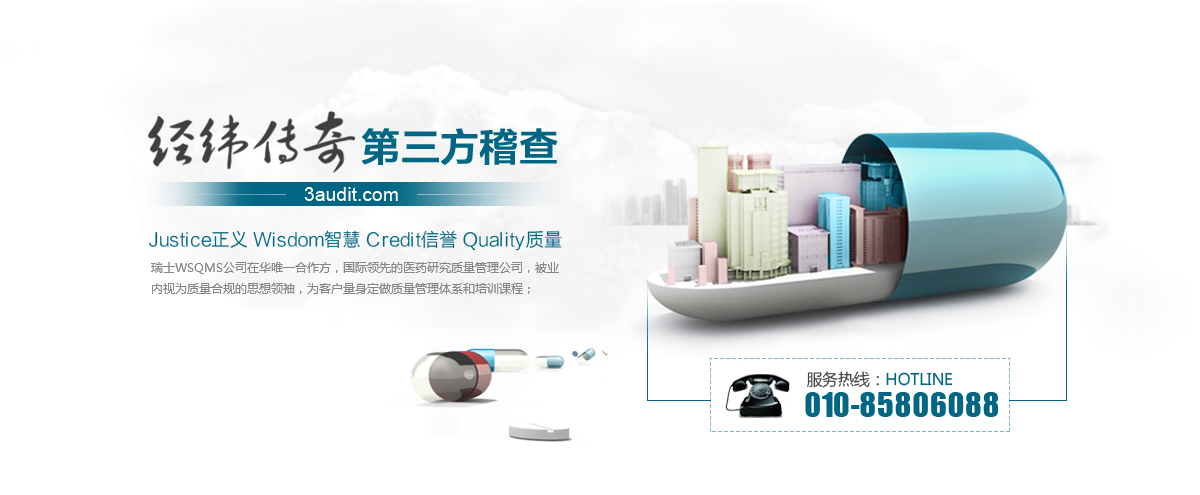 经纬传奇第三方稽查
3audit.com
Justice正义 Wisdom智慧 Credit信誉 Quality质量
瑞士WSQMS公司在华唯一合作方，国际领先的医药研究质量管理公司，被业
内视为质量合规的思想领袖，为客户量身定做质量管理体系和培训课程；
服务热线：HOTLINE
010-85806088